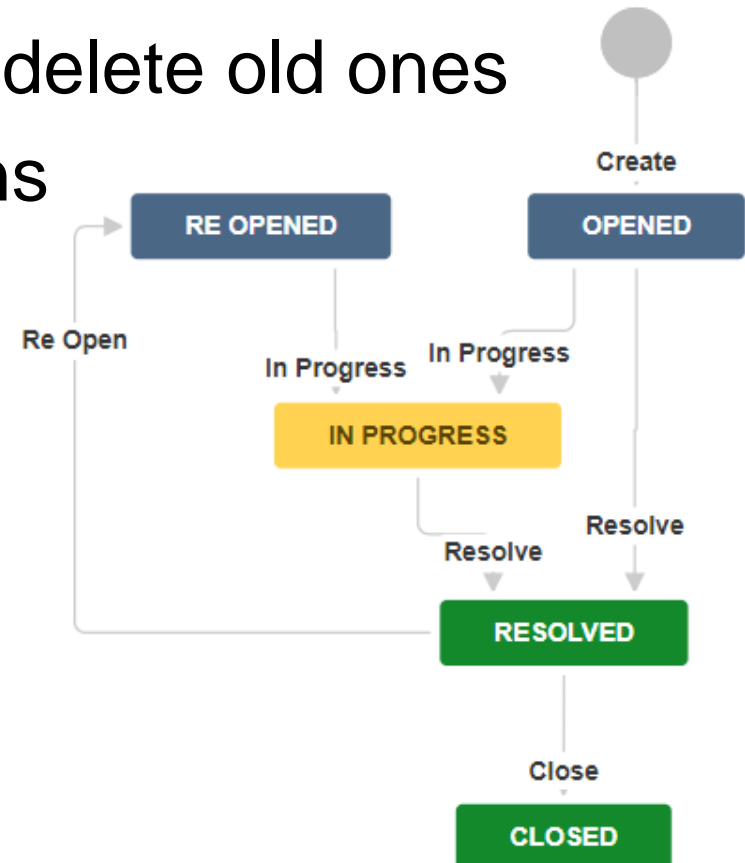 delete old ones
ns
Create
RE OPENED
OPENED
Re Open
In Progress
In Progress
IN PROGRESS
Resolve
Resolve
RESOLVED
Close
CLOSED